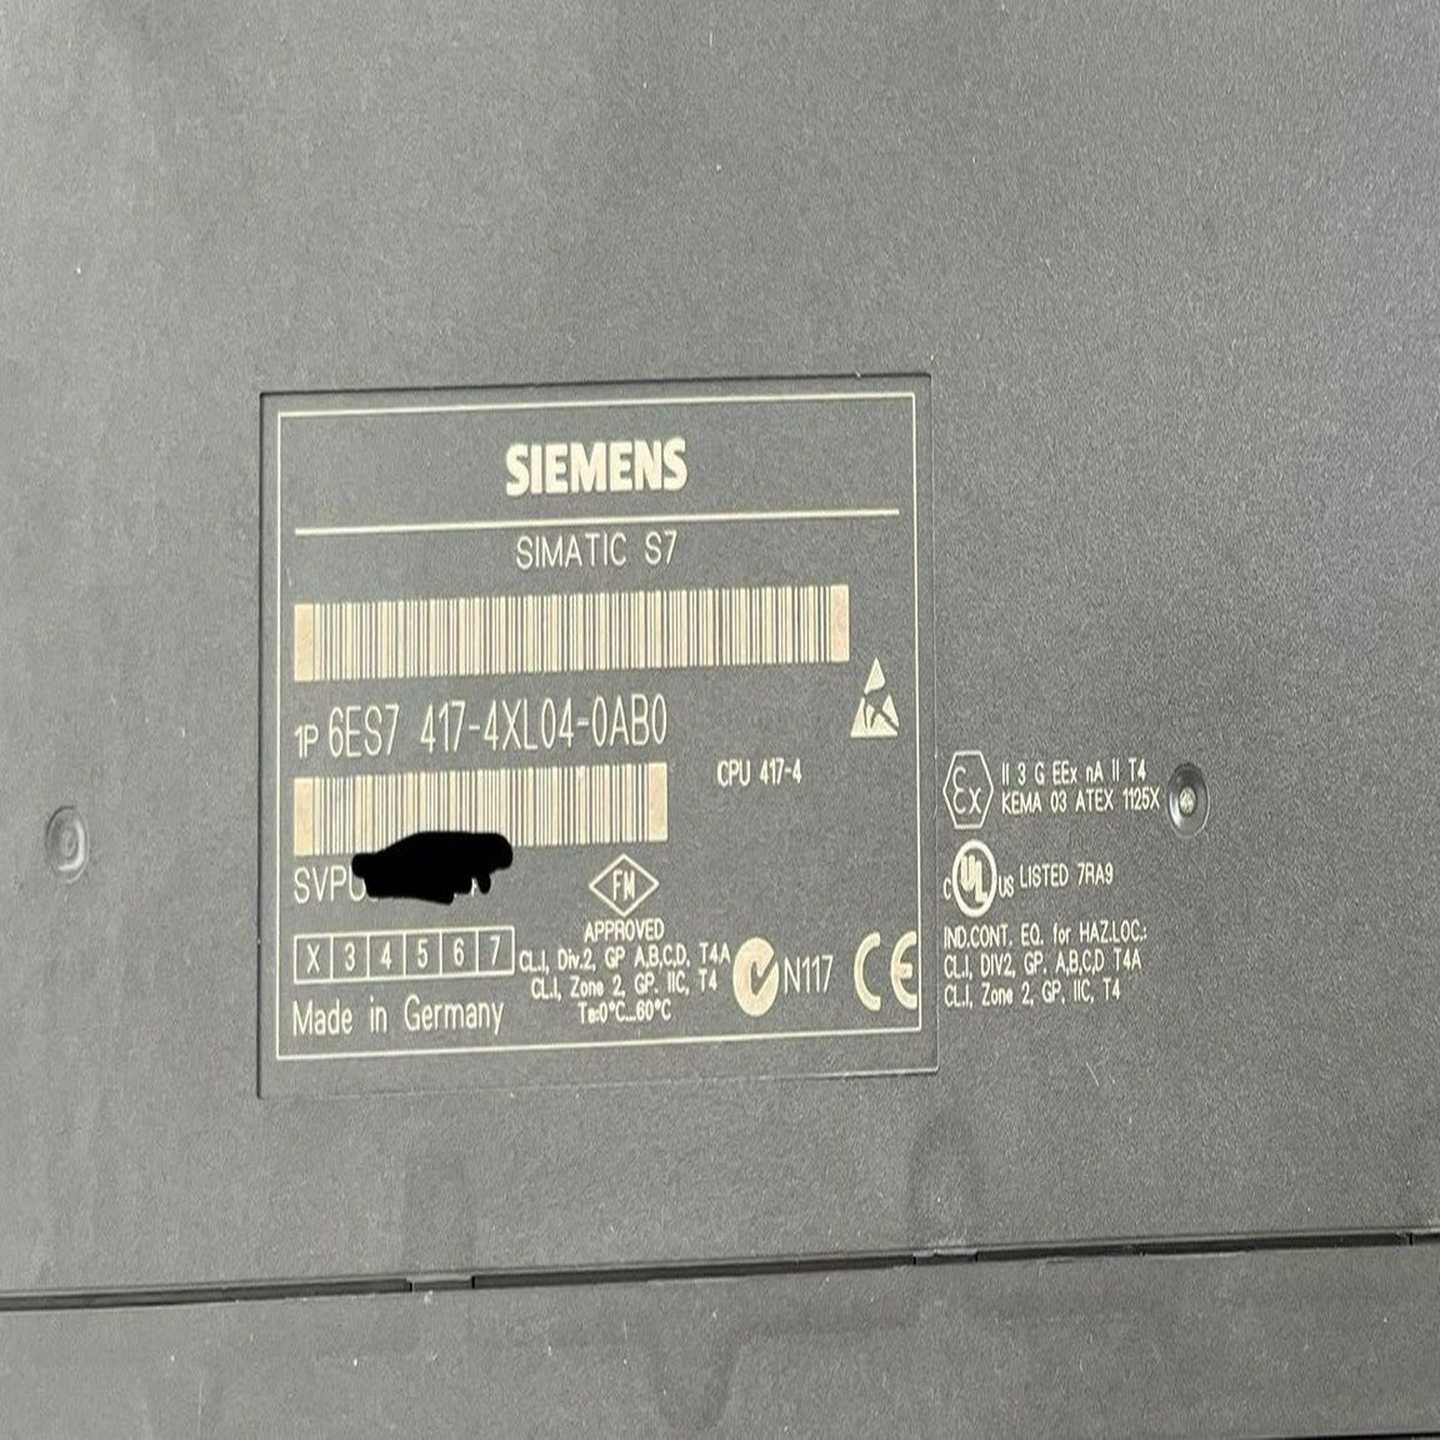 SIEMENS
SIMATIC S7
1P 6ES7 417-4XL04-0AB0
CPU 417-4
X 3 4 5 6 7
Made in Germany
FM
APPROVED
CL.I, Div.2, GP A,B,C,D, T4A
CL.I, Zone 2, GP. IIC, T4
Ta:0°C...60°C
N117
CE
Ex
II 3 G EEx nA II T4
KEMA 03 ATEX 1125X
C UL US LISTED 7RA9
IND.CONT. EQ. for HAZ.LOC.:
CL.I, DIV2, GP. A,B,C,D T4A
CL.I, Zone 2, GP, IIC, T4